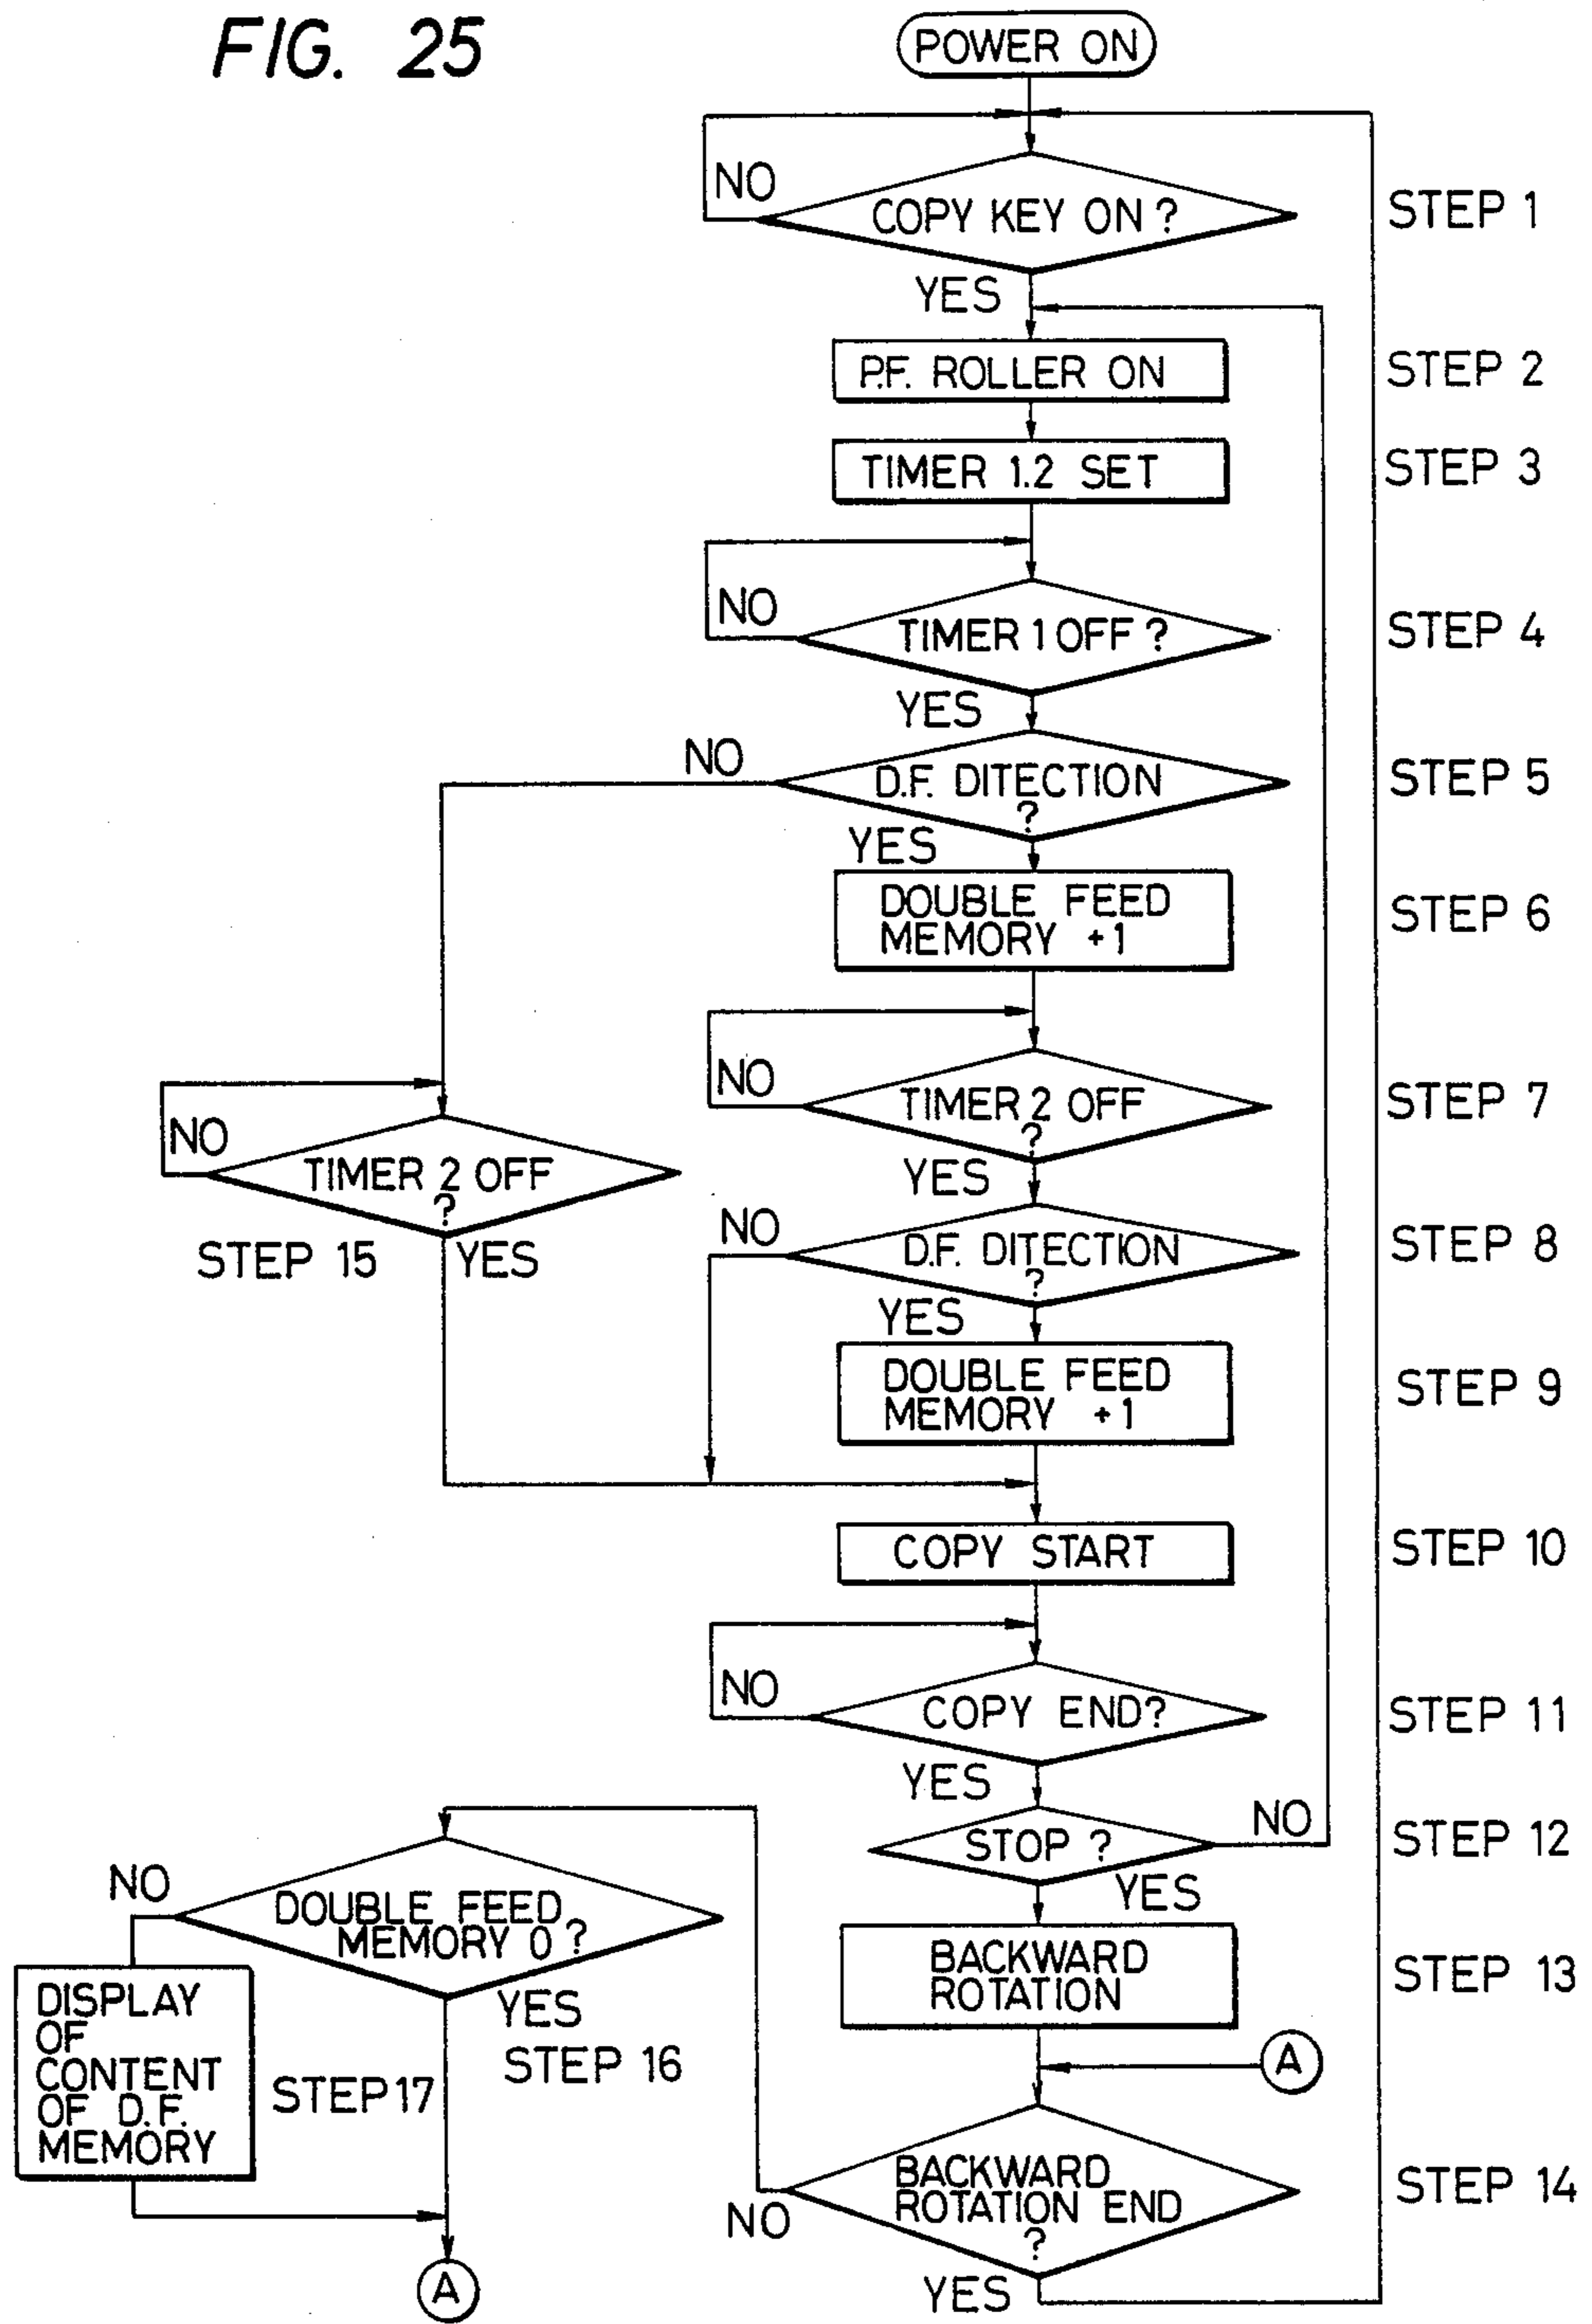 FIG. 25
POWER ON
NO
COPY KEY ON ?
STEP 1
YES
P.F. ROLLER ON
STEP 2
TIMER 1.2 SET
STEP 3
NO
TIMER 1 OFF ?
STEP 4
YES
NO
D.F. DITECTION
?
STEP 5
YES
DOUBLE FEED
MEMORY +1
STEP 6
NO
TIMER 2 OFF
?
STEP 7
YES
NO
TIMER 2 OFF
?
STEP 15
YES
NO
D.F. DITECTION
?
STEP 8
YES
DOUBLE FEED
MEMORY +1
STEP 9
COPY START
STEP 10
NO
COPY END?
STEP 11
YES
STOP ?
NO
STEP 12
YES
BACKWARD
ROTATION
STEP 13
A
BACKWARD
ROTATION END
?
STEP 14
NO
YES
DOUBLE FEED
MEMORY 0 ?
NO
YES
STEP 16
DISPLAY
OF
CONTENT
OF D.F.
MEMORY
STEP 17
A